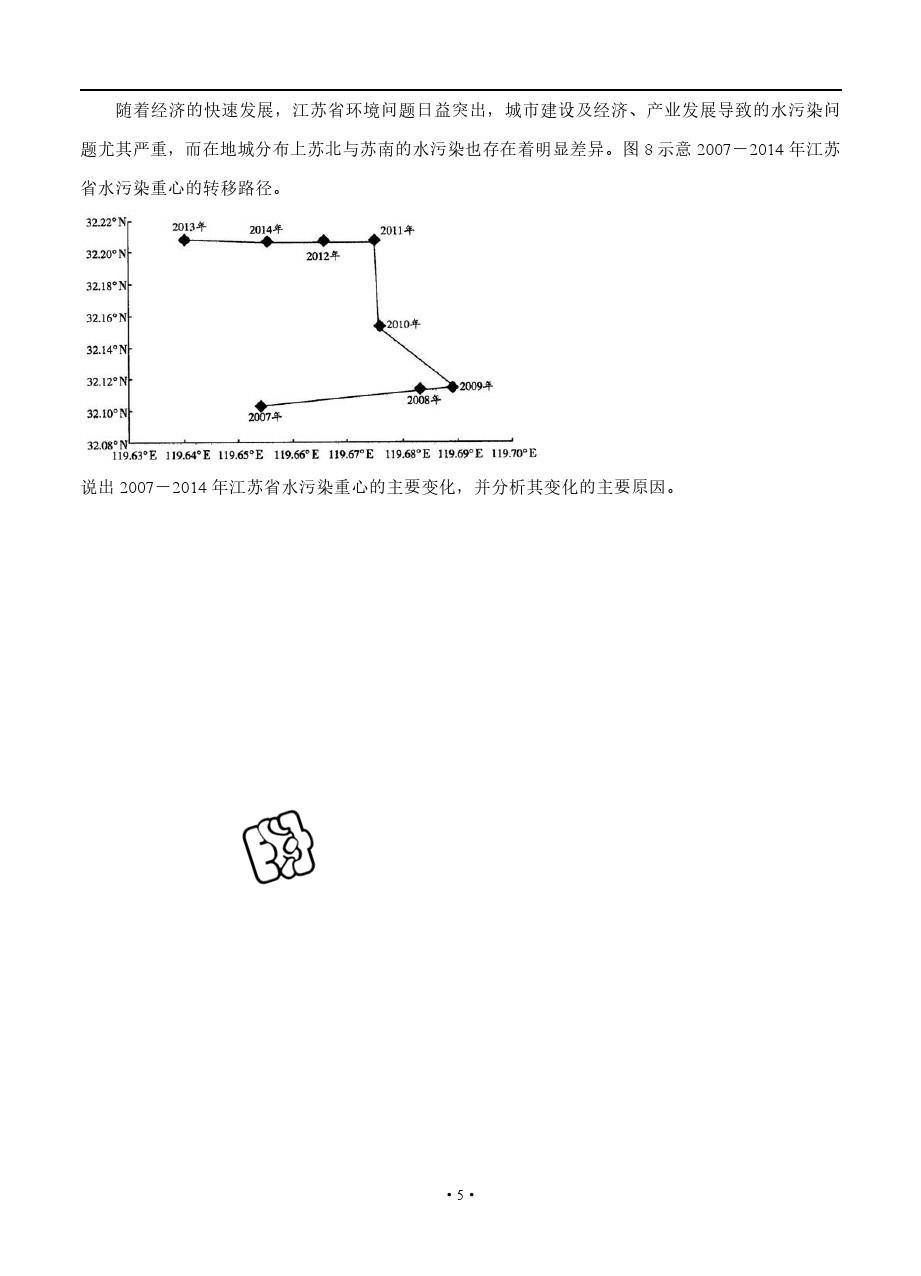 随着经济的快速发展，江苏省环境问题日益突出，城市建设及经济、产业发展导致的水污染问
题尤其严重，而在地城分布上苏北与苏南的水污染也存在着明显差异。图 8 示意 2007－2014 年江苏
省水污染重心的转移路径。
32.22°N
2013年
2014年
2011年
32.20°N
2012年
32.18°N
32.16°N
2010年
32.14°N
32.12°N
2009年
2008年
32.10°N
2007年
32.08°N
119.63°E 119.64°E 119.65°E 119.66°E 119.67°E 119.68°E 119.69°E 119.70°E
说出 2007－2014 年江苏省水污染重心的主要变化，并分析其变化的主要原因。
·5·